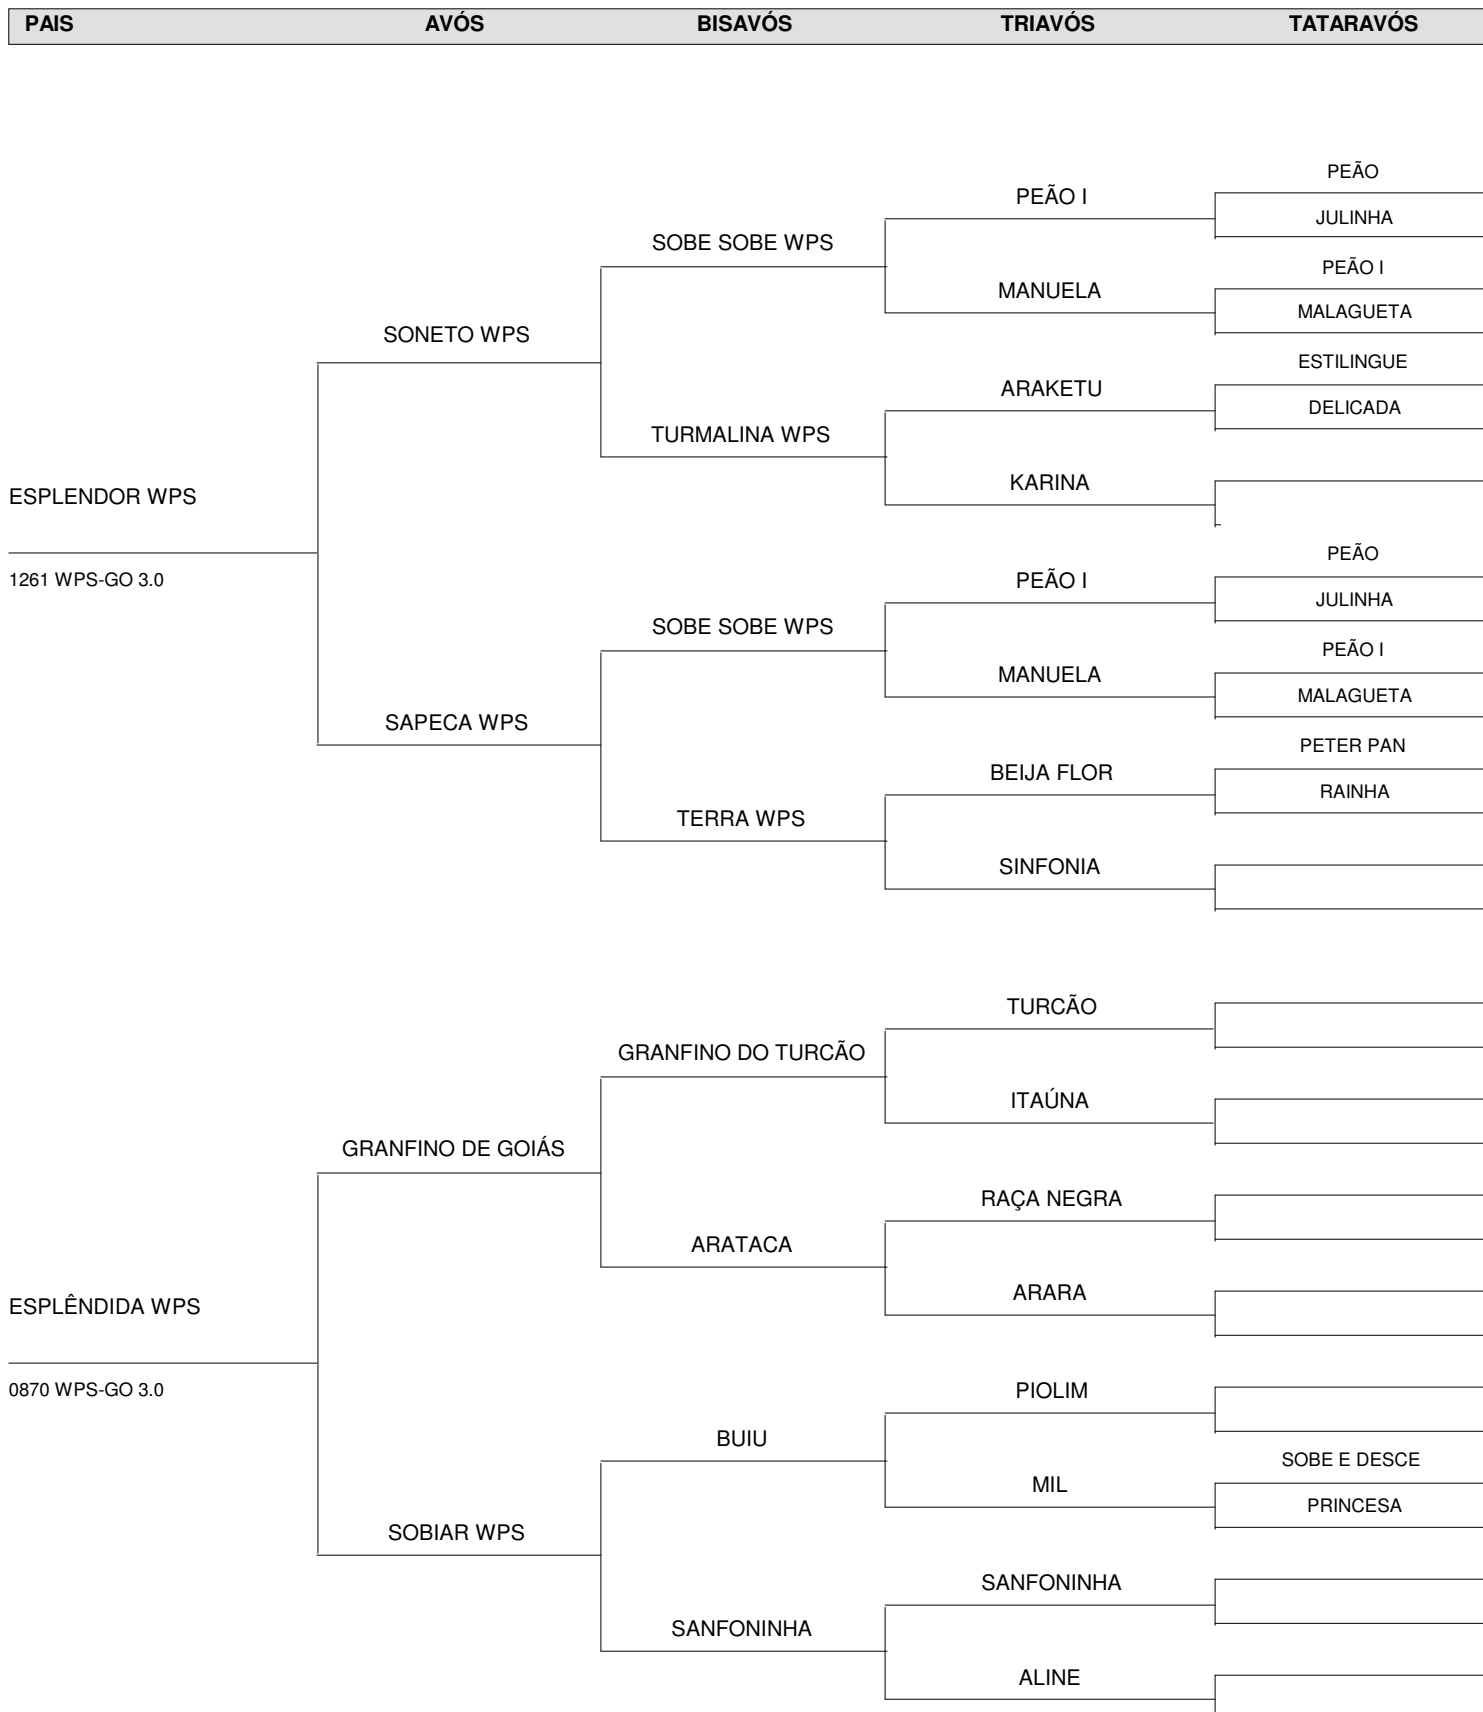 PAIS AVÓS BISAVÓS TRIAVÓS TATARAVÓS
PEÃO
PEÃO I
JULINHA
SOBE SOBE WPS
PEÃO I
MANUELA
MALAGUETA
SONETO WPS
ESTILINGUE
ARAKETU
DELICADA
TURMALINA WPS
KARINA
ESPLENDOR WPS
PEÃO
1261 WPS-GO 3.0
PEÃO I
JULINHA
SOBE SOBE WPS
PEÃO I
MANUELA
MALAGUETA
SAPECA WPS
PETER PAN
BEIJA FLOR
RAINHA
TERRA WPS
SINFONIA
TURCÃO
GRANFINO DO TURCÃO
ITAÚNA
GRANFINO DE GOIÁS
RAÇA NEGRA
ARATACA
ARARA
ESPLÊNDIDA WPS
0870 WPS-GO 3.0
PIOLIM
BUIU
SOBE E DESCE
MIL
PRINCESA
SOBIAR WPS
SANFONINHA
SANFONINHA
ALINE